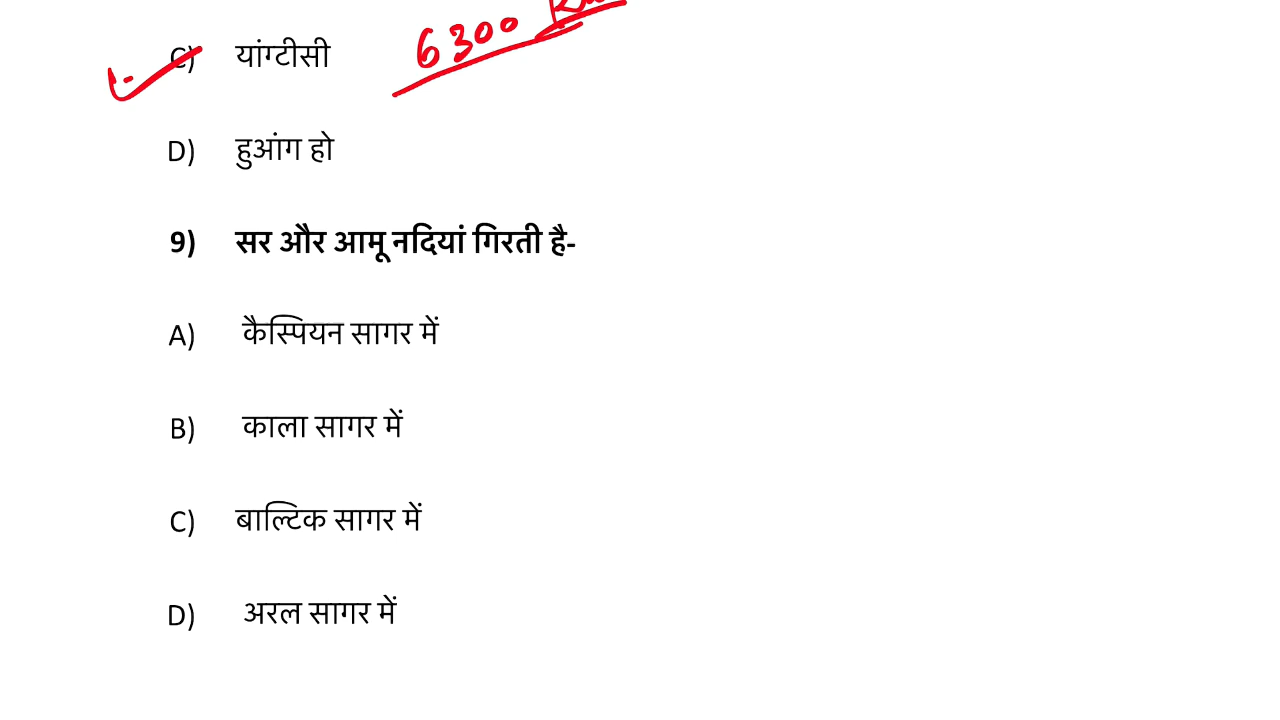 C) यांग्टीसी 6300
D) हुआंग हो
9) सर और आमू नदियां गिरती है-
A) कैस्पियन सागर में
B) काला सागर में
C) बाल्टिक सागर में
D) अरल सागर में